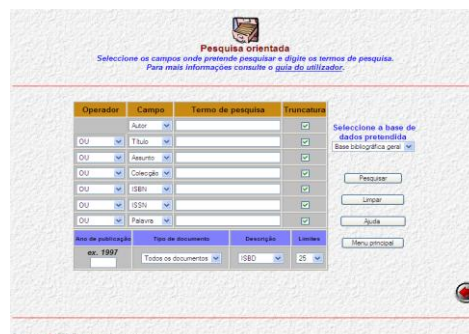 Pesquisa orientada
Seleccione os campos onde pretende pesquisar e digite os termos de pesquisa.
Para mais informações consulte o guia do utilizador.
Operador Campo Termo de pesquisa Truncatura
Autor
OU Título
OU Assunto
OU Colecção
OU ISBN
OU ISSN
OU Palavra
Seleccione a base de
dados pretendida
Base bibliográfica geral
Pesquisar
Limpar
Ajuda
Menu principal
Ano de publicação Tipo de documento Descrição Limites
ex. 1997
Todos os documentos ISBD 25